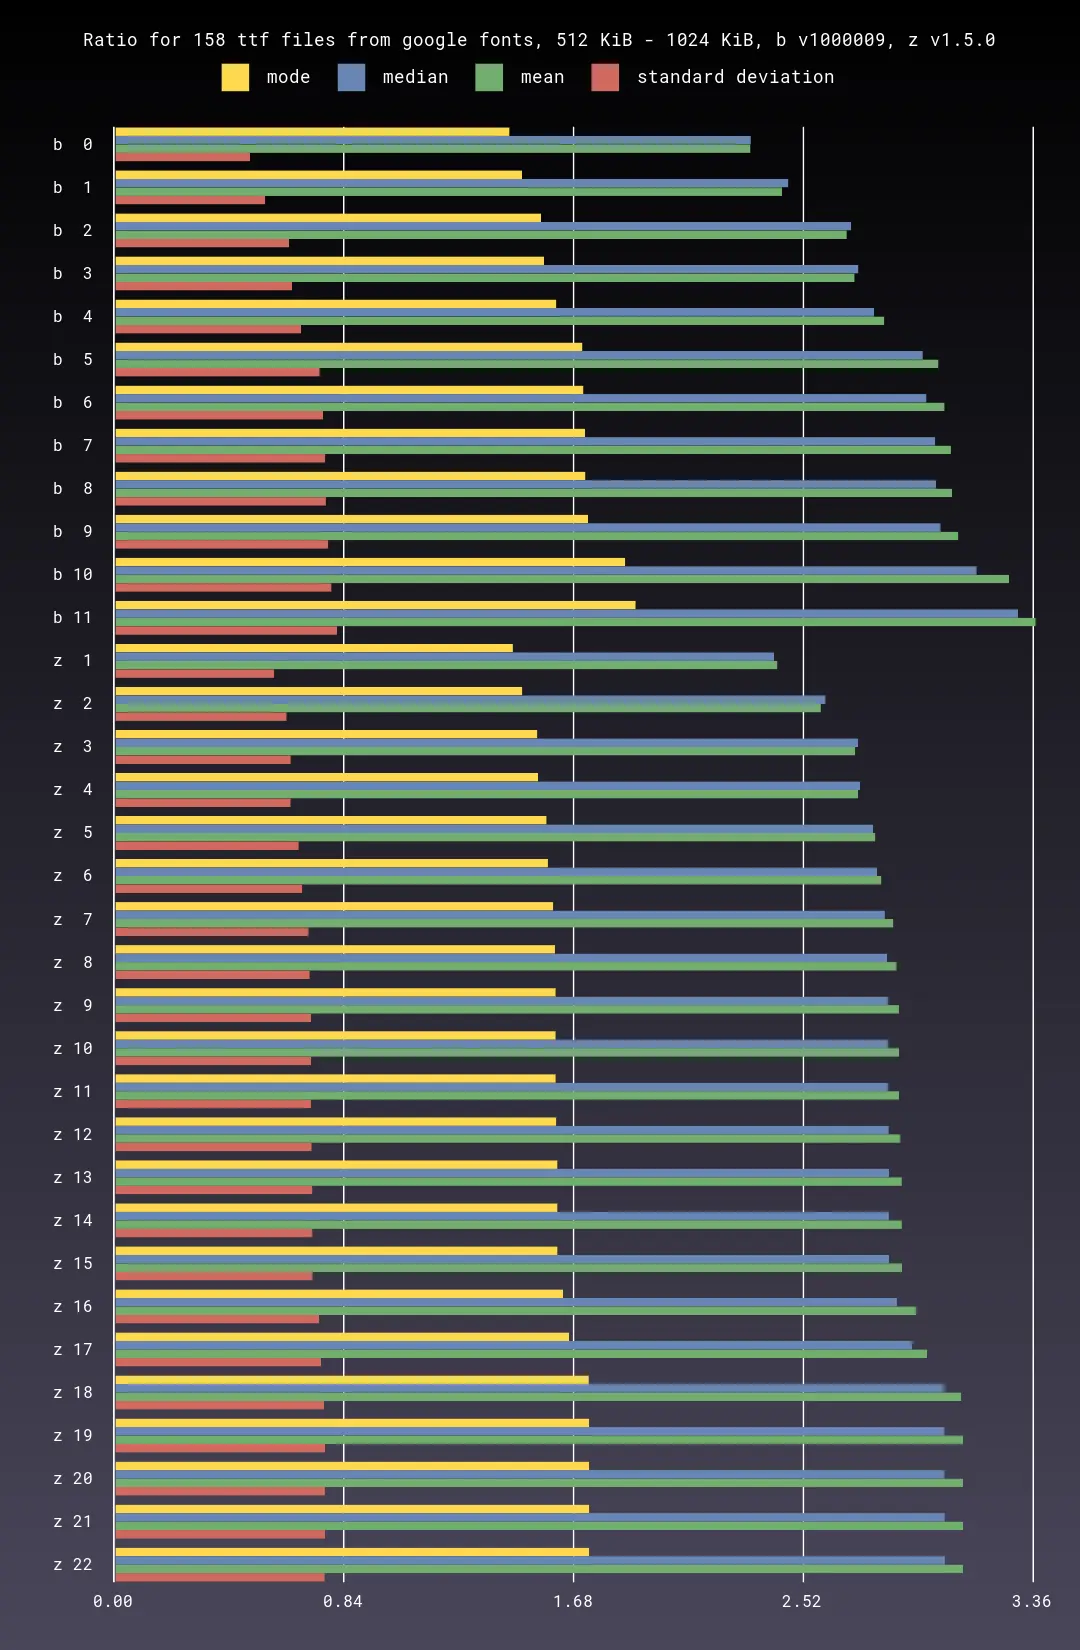 Ratio for 158 ttf files from google fonts, 512 KiB - 1024 KiB, b v1000009, z v1.5.0
mode median mean standard deviation
b 0
b 1
b 2
b 3
b 4
b 5
b 6
b 7
b 8
b 9
b 10
b 11
z 1
z 2
z 3
z 4
z 5
z 6
z 7
z 8
z 9
z 10
z 11
z 12
z 13
z 14
z 15
z 16
z 17
z 18
z 19
z 20
z 21
z 22
0.00 0.84 1.68 2.52 3.36